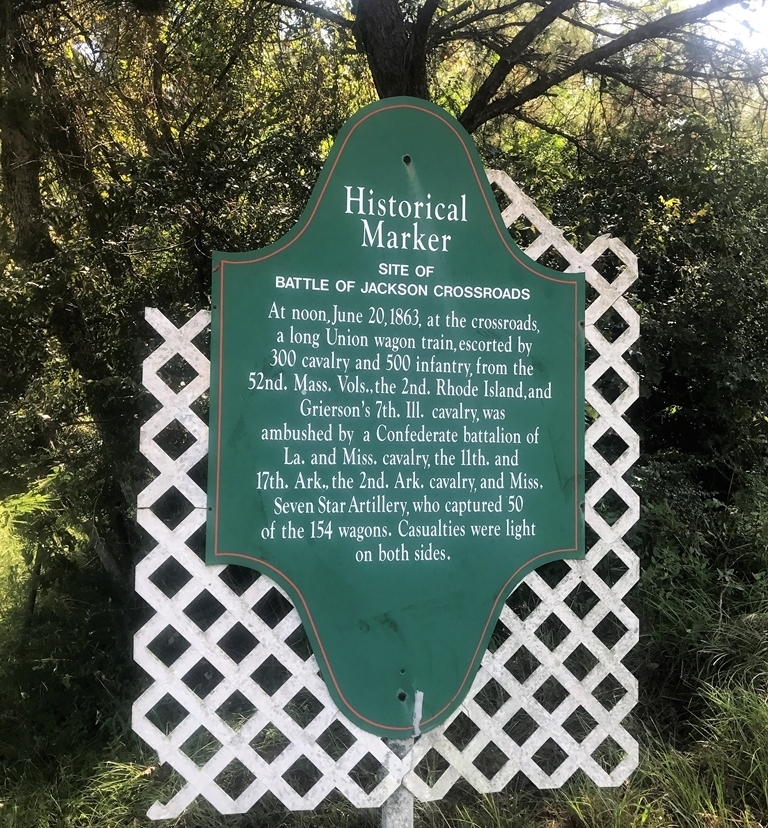 Historical
Marker
SITE OF
BATTLE OF JACKSON CROSSROADS
At noon, June 20, 1863, at the crossroads,
a long Union wagon train, escorted by
300 cavalry and 500 infantry, from the
52nd. Mass. Vols., the 2nd. Rhode Island, and
Grierson's 7th. Ill. cavalry, was
ambushed by a Confederate battalion of
La. and Miss. cavalry, the 11th. and
17th. Ark., the 2nd. Ark. cavalry, and Miss.
Seven Star Artillery, who captured 50
of the 154 wagons. Casualties were light
on both sides.